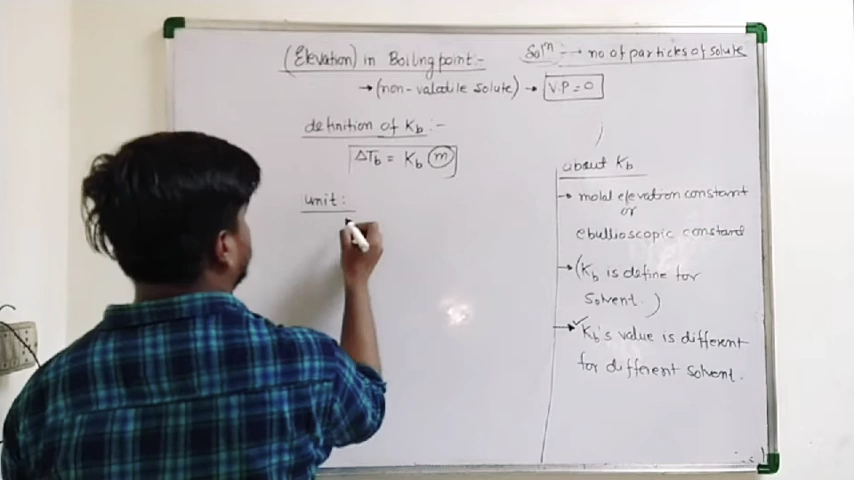 (Elevation) in Boiling point:-
Solⁿ :- → no of particles of solute
→ (non-valodile solute) → V.P = 0
definition of Kb :-
ΔTb = Kb m
unit:
about Kb
→ molal elevation constant
or
ebullioscopic constant
→ (Kb is define for
solvent.)
→ Kb's value is different
for different solvent.